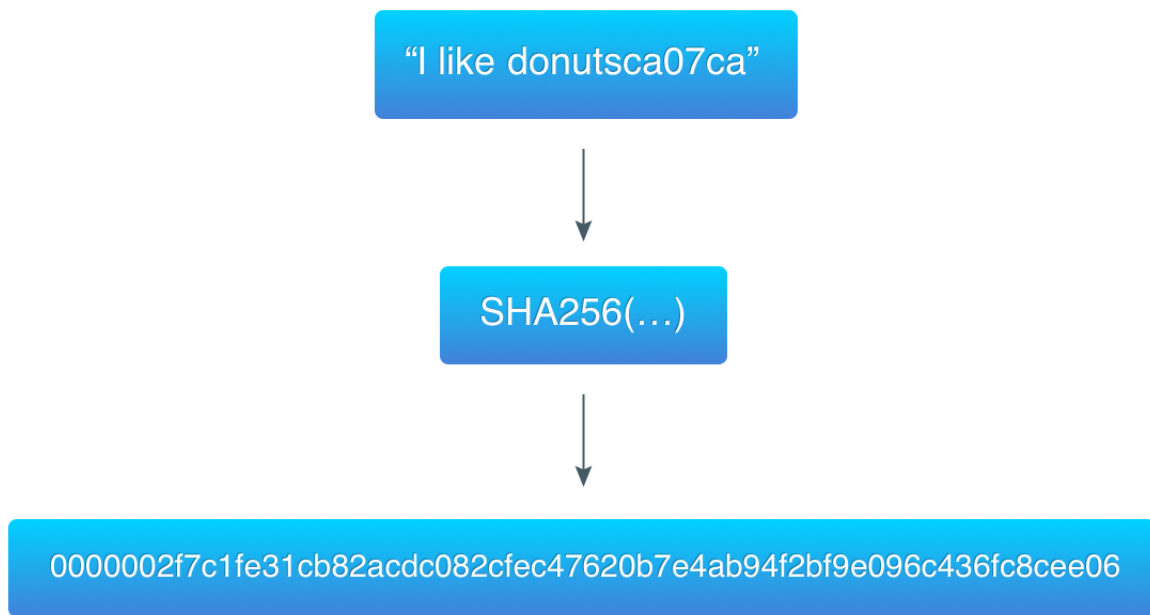 “I like donutsca07ca”
SHA256(…)
0000002f7c1fe31cb82acdc082cfec47620b7e4ab94f2bf9e096c436fc8cee06